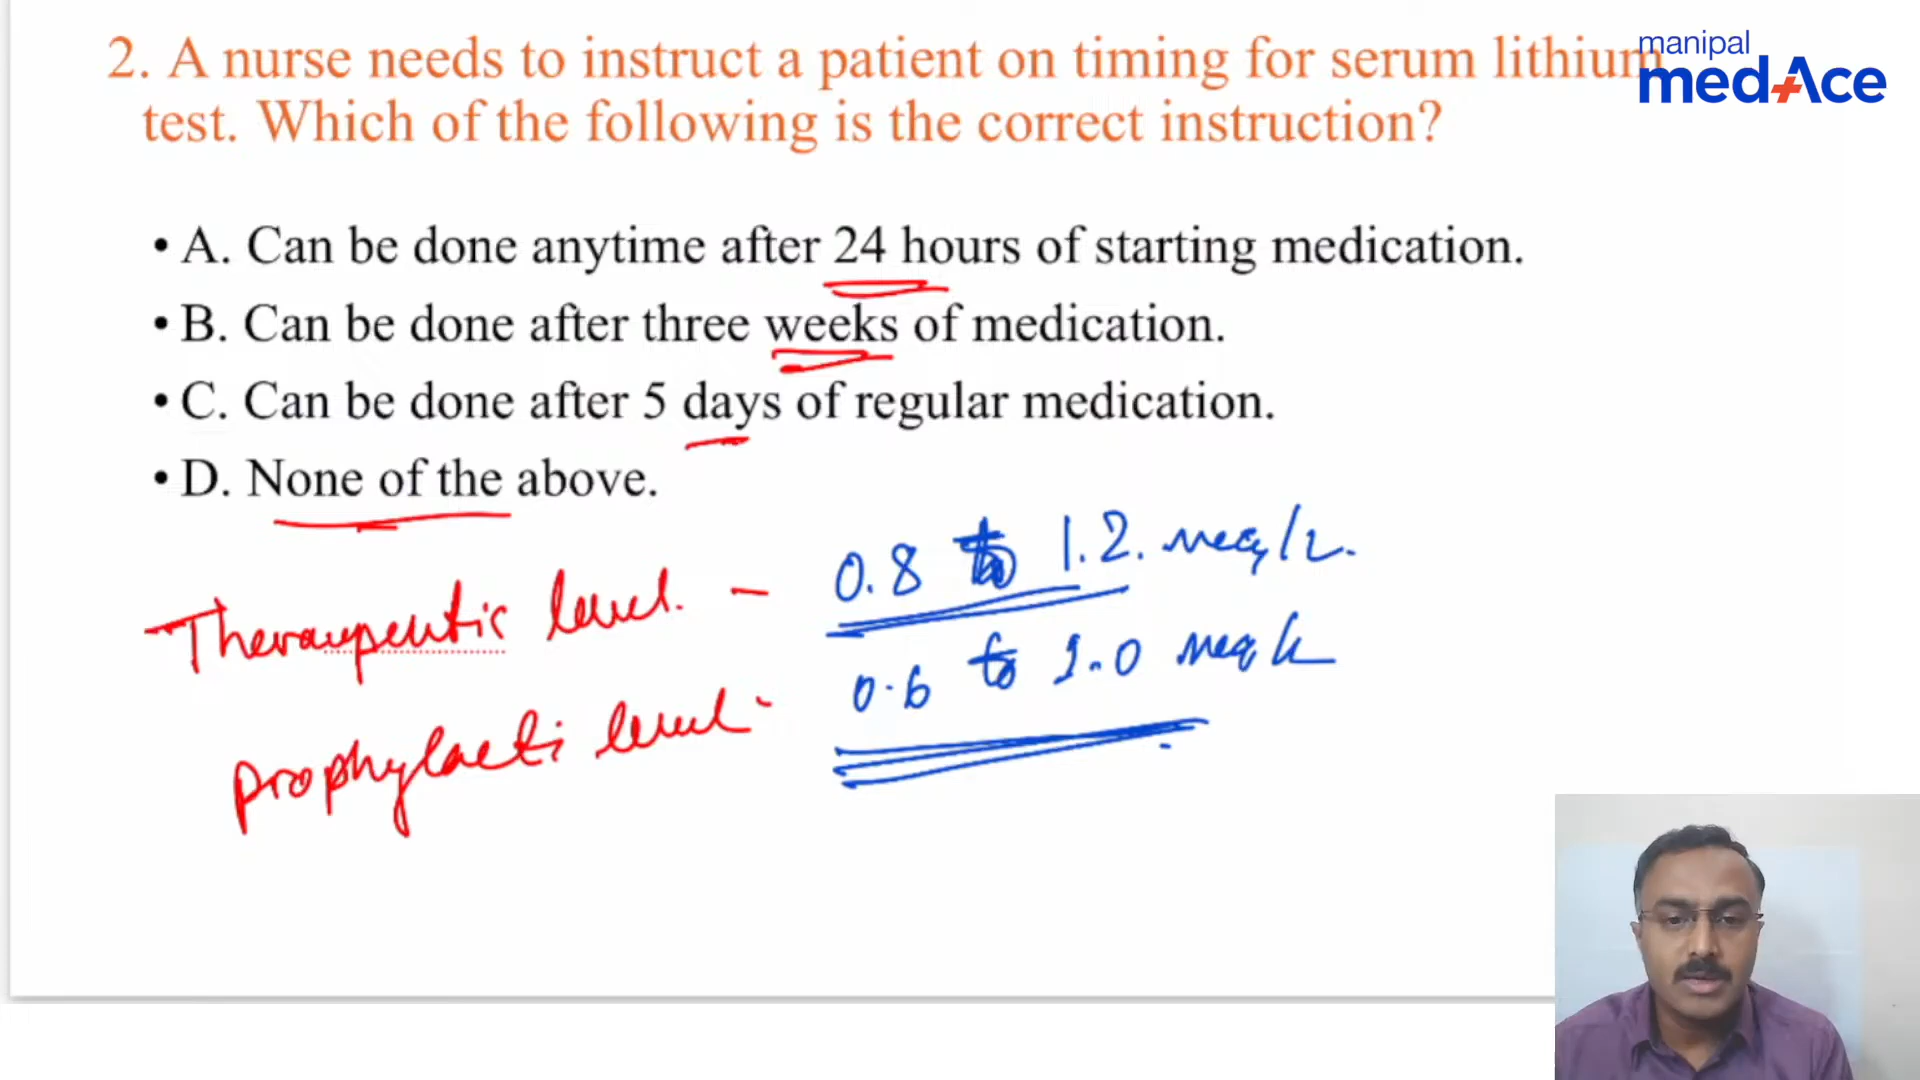 2. A nurse needs to instruct a patient on timing for serum lithium
manipal
medAce
test. Which of the following is the correct instruction?
• A. Can be done anytime after 24 hours of starting medication.
• B. Can be done after three weeks of medication.
• C. Can be done after 5 days of regular medication.
• D. None of the above.
Theraupeutic level. - 0.8 to 1.2. meq/L.
prophylacti level - 0.6 to 1.0 meq/L